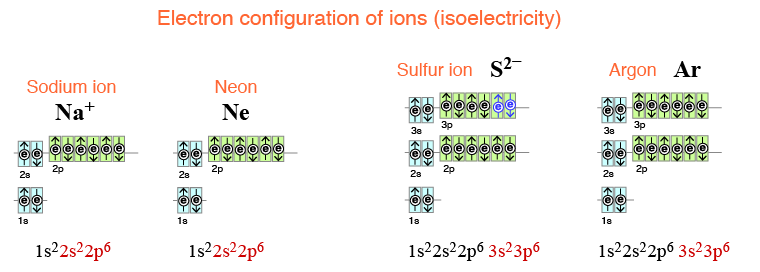 Electron configuration of ions (isoelectricity)
Sodium ion
Na⁺
e e e e e e e e
2s 2p
e e
1s
1s²2s²2p⁶
Neon
Ne
e e e e e e e e
2s 2p
e e
1s
1s²2s²2p⁶
Sulfur ion S²⁻
e e e e e e e e
3s 3p
e e e e e e e e
2s 2p
e e
1s
1s²2s²2p⁶ 3s²3p⁶
Argon Ar
e e e e e e e e
3s 3p
e e e e e e e e
2s 2p
e e
1s
1s²2s²2p⁶ 3s²3p⁶